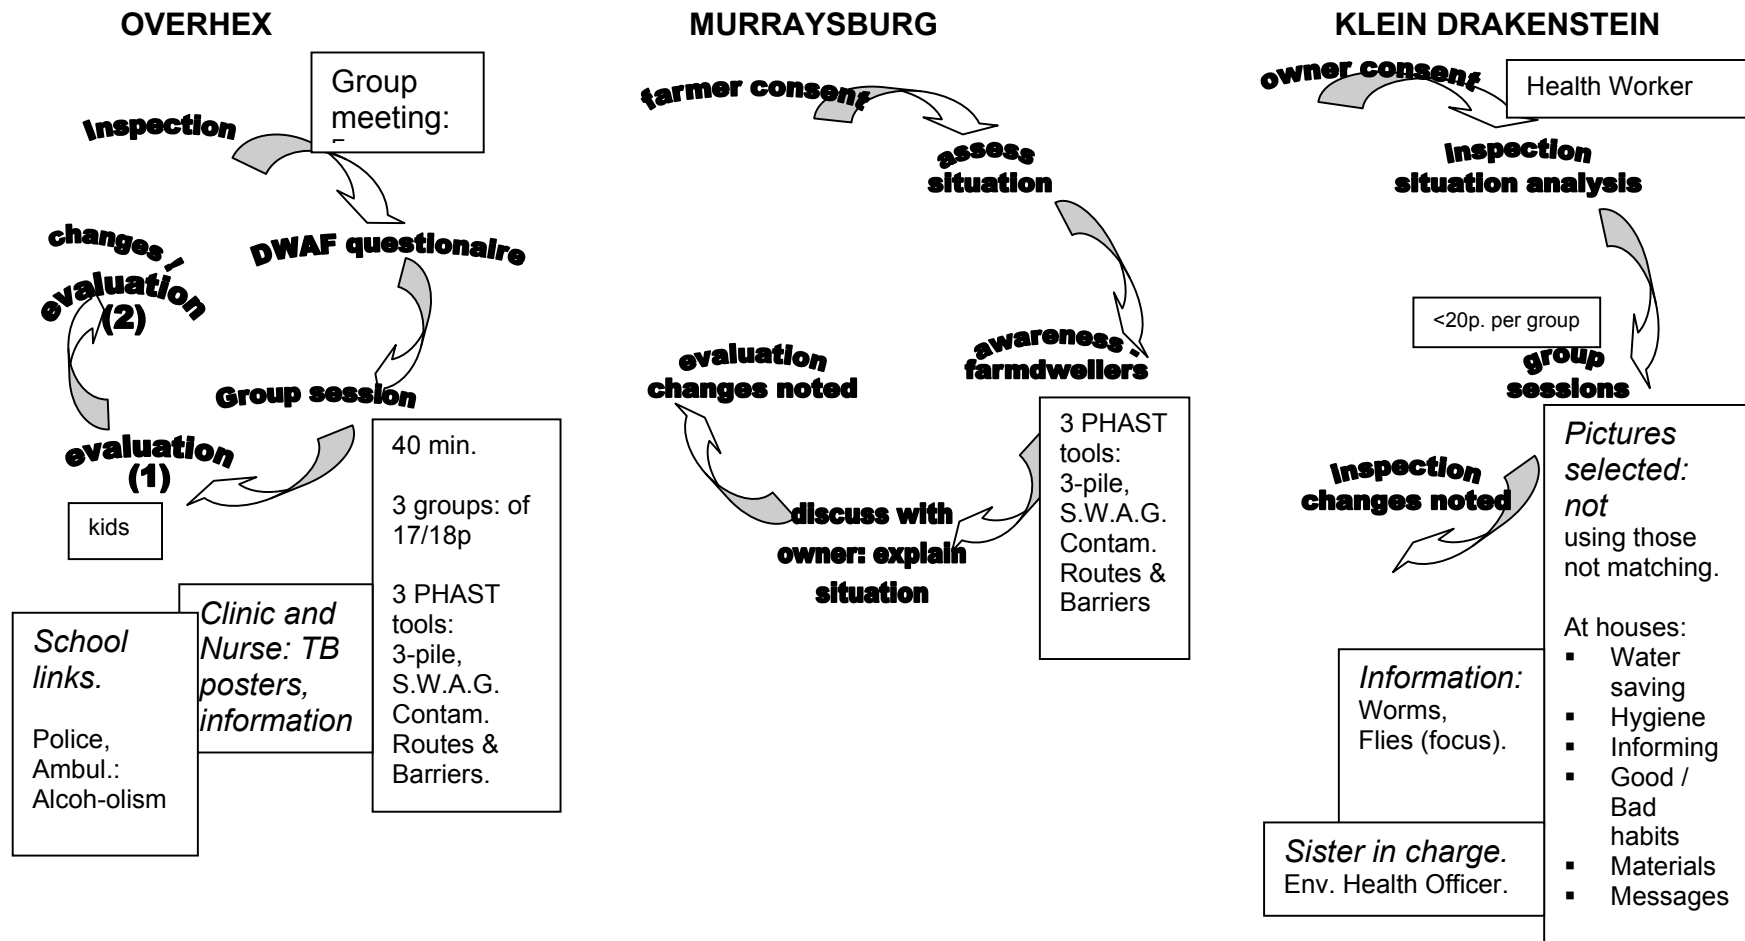 OVERHEX
Group
meeting:
Inspection
DWAF questionaire
changes !
evaluation
(2)
Group session
evaluation
(1)
kids
40 min.
3 groups: of
17/18p
3 PHAST
tools:
3-pile,
S.W.A.G.
Contam.
Routes &
Barriers.
Clinic and
Nurse: TB
posters,
information
School
links.
Police,
Ambul.:
Alcoh-olism
MURRAYSBURG
farmer consent
assess
situation
awareness -
farmdwellers
evaluation
changes noted
3 PHAST
tools:
3-pile,
S.W.A.G.
Contam.
Routes &
Barriers
discuss with
owner: explain
situation
KLEIN DRAKENSTEIN
owner consent
Health Worker
Inspection
situation analysis
<20p. per group
group
sessions
Inspection
changes noted
Pictures
selected:
not
using those
not matching.
At houses:
▪ Water
saving
▪ Hygiene
▪ Informing
▪ Good /
Bad
habits
▪ Materials
▪ Messages
Information:
Worms,
Flies (focus).
Sister in charge.
Env. Health Officer.